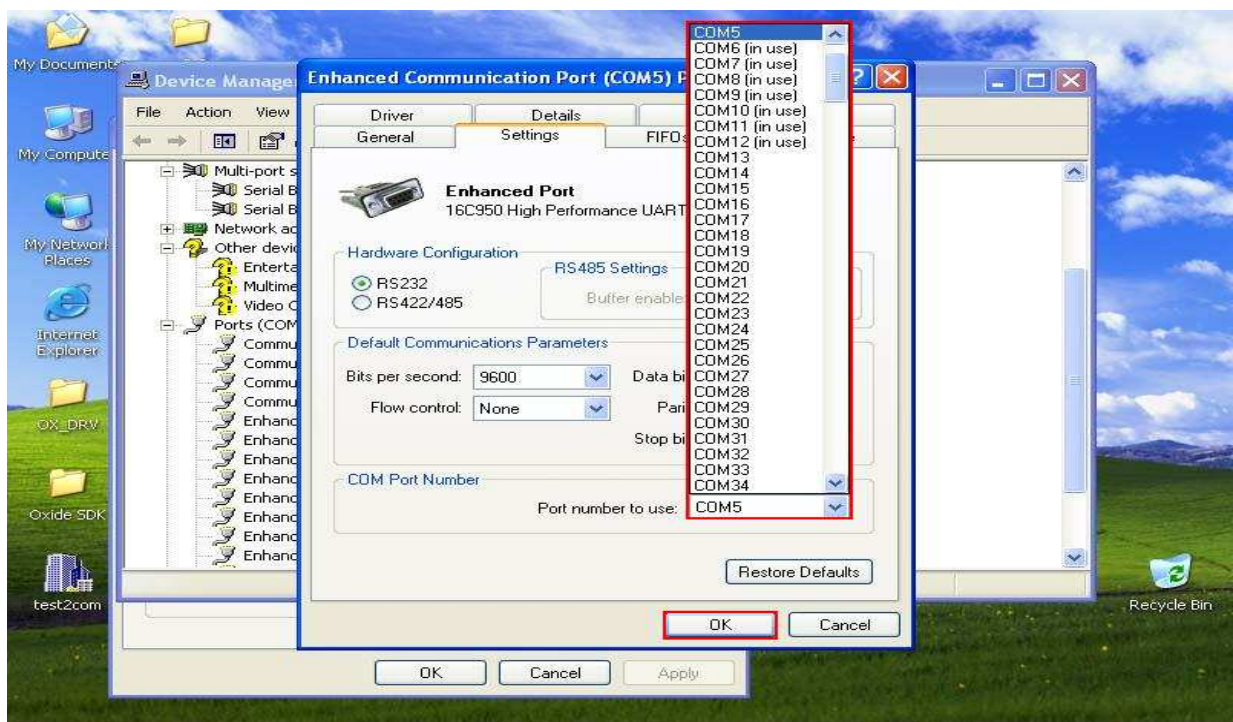 My Documents
My Compute
My Network
Places
Internet
Explorer
OX_DRV
Oxide SDK
test2com
Recycle Bin
Device Manage
File Action View
Multi-port s
Serial B
Serial B
Network ad
Other devic
Enterta
Multime
Video C
Ports (COM
Commu
Commu
Commu
Commu
Enhanc
Enhanc
Enhanc
Enhanc
Enhanc
Enhanc
Enhanc
Enhanc
Enhanced Communication Port (COM5) P
Driver Details
General Settings FIFOs
Enhanced Port
16C950 High Performance UART
Hardware Configuration
RS232
RS422/485
RS485 Settings
Buffer enable
Default Communications Parameters
Bits per second: 9600 Data bi
Flow control: None Pari
Stop bi
COM Port Number
Port number to use: COM5
COM5
COM6 (in use)
COM7 (in use)
COM8 (in use)
COM9 (in use)
COM10 (in use)
COM11 (in use)
COM12 (in use)
COM13
COM14
COM15
COM16
COM17
COM18
COM19
COM20
COM21
COM22
COM23
COM24
COM25
COM26
COM27
COM28
COM29
COM30
COM31
COM32
COM33
COM34
Restore Defaults
OK Cancel
OK Cancel Apply